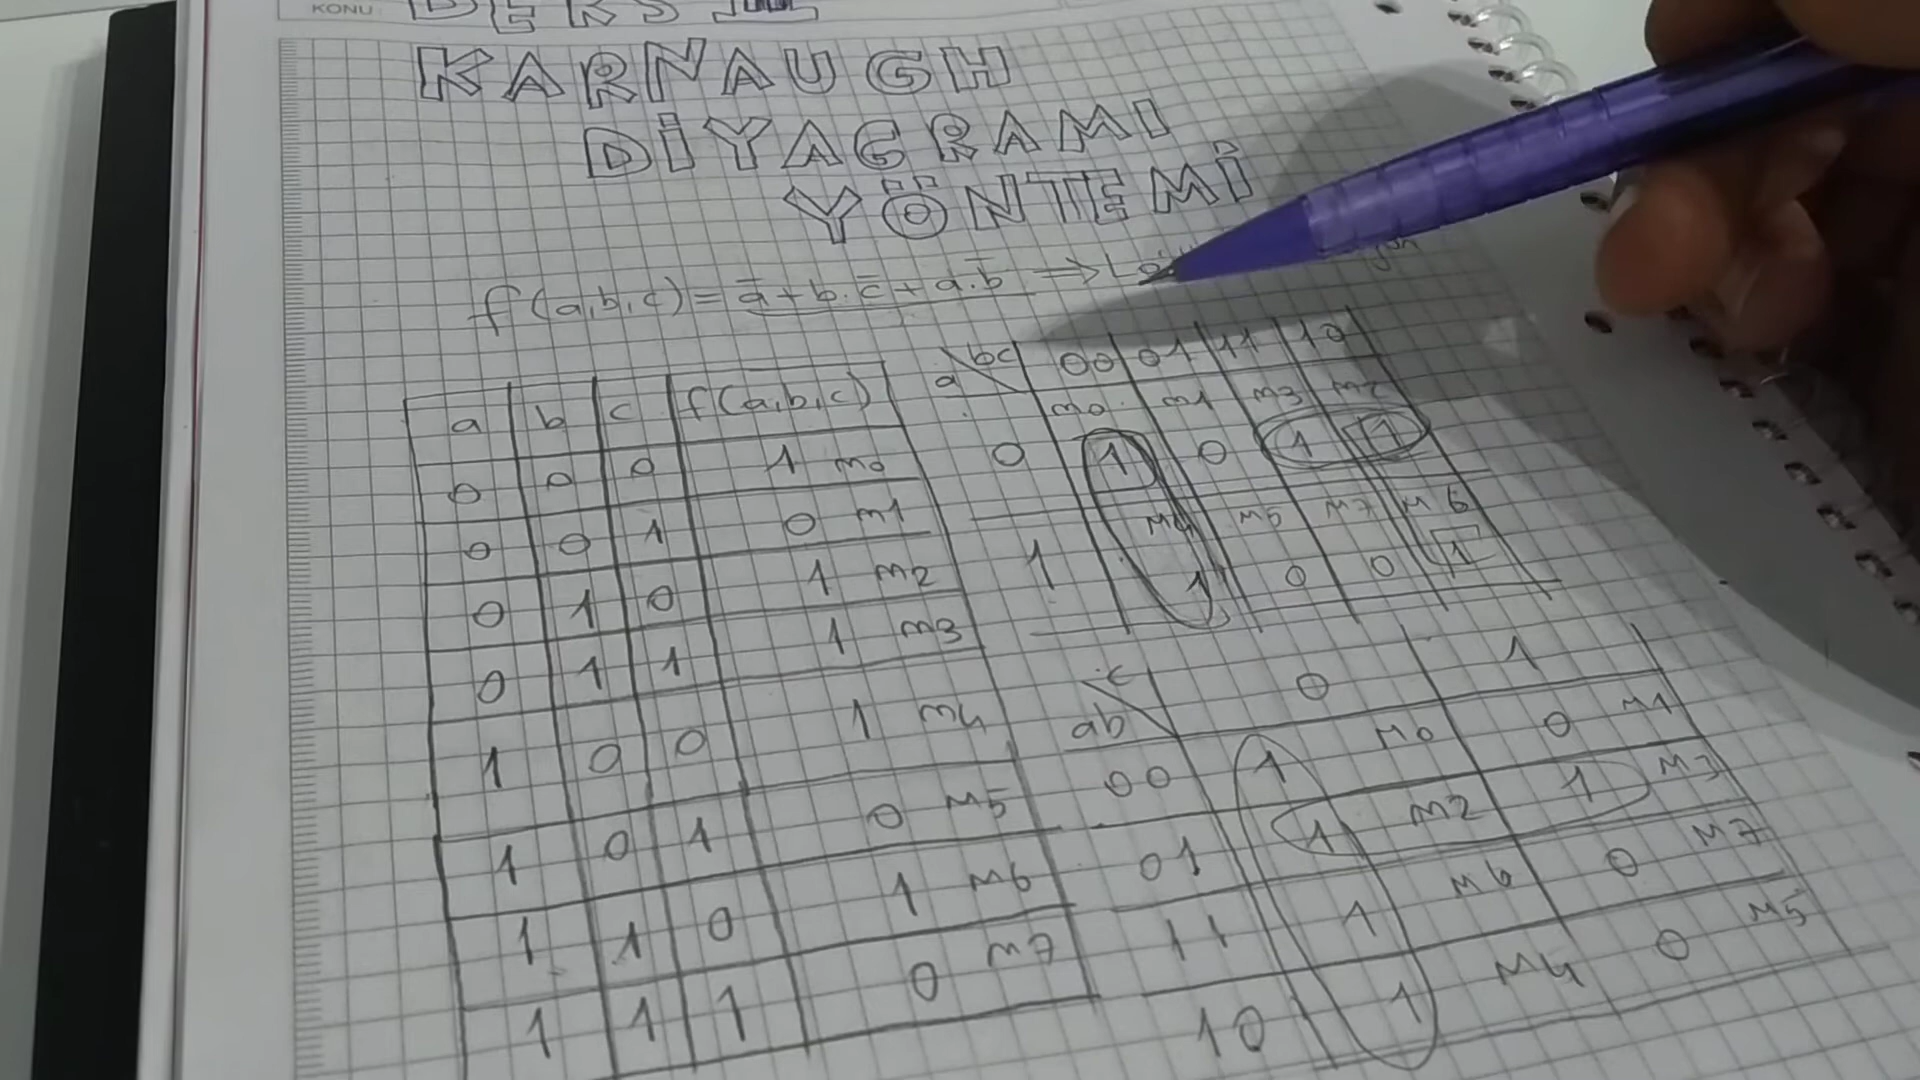 KONU:
DERS
KARNAUGH
DİYAGRAMI
YÖNTEMİ
f(a,b,c) = a̅+b.c̅+a.b̅ =>
a b c f(a,b,c)
0 0 0 1 m0
0 0 1 0 m1
0 1 0 1 m2
0 1 1 1 m3
1 0 0 1 m4
1 0 1 0 M5
1 1 0 1 M6
1 1 1 0 m7
a bc 00 01 11 10
m0 m1 m3 m2
0 1 0 1 1
M4 M5 M7 M6
1 1 0 0 1
ab c 0 1
00 1 M0 0 M1
01 1 M2 1 M3
11 1 M6 0 M7
10 1 M4 0 M5